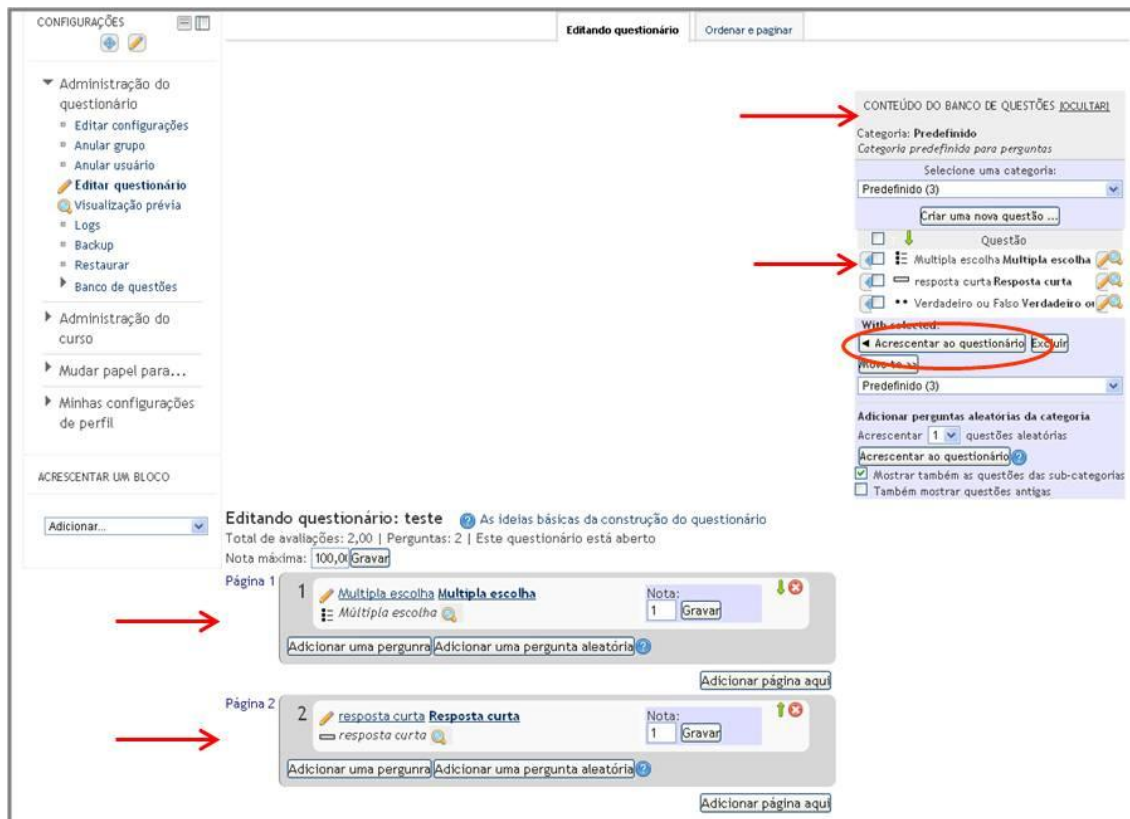 CONFIGURAÇÕES
Administração do
questionário
Editar configurações
Anular grupo
Anular usuário
Editar questionário
Visualização prévia
Logs
Backup
Restaurar
Banco de questões
Administração do
curso
Mudar papel para...
Minhas configurações
de perfil
ACRESCENTAR UM BLOCO
Adicionar...
Editando questionário
Ordenar e paginar
CONTEÚDO DO BANCO DE QUESTÕES [OCULTAR]
Categoria: Predefinido
Categoria predefinida para perguntas
Selecione uma categoria:
Predefinido (3)
Criar uma nova questão ...
Questão
Multipla escolha Multipla escolha
resposta curta Resposta curta
Verdadeiro ou Falso Verdadeiro ou
With selected:
◄ Acrescentar ao questionário Excluir
Move to >>
Predefinido (3)
Adicionar perguntas aleatórias da categoria
Acrescentar 1 questões aleatórias
Acrescentar ao questionário
Mostrar também as questões das sub-categorias
Também mostrar questões antigas
Editando questionário: teste As ideias básicas da construção do questionário
Total de avaliações: 2,00 | Perguntas: 2 | Este questionário está aberto
Nota máxima: 100,0 Gravar
Página 1
1 Multipla escolha Multipla escolha
Múltipla escolha
Nota:
1 Gravar
Adicionar uma pergunra Adicionar uma pergunta aleatória
Adicionar página aqui
Página 2
2 resposta curta Resposta curta
resposta curta
Nota:
1 Gravar
Adicionar uma pergunra Adicionar uma pergunta aleatória
Adicionar página aqui